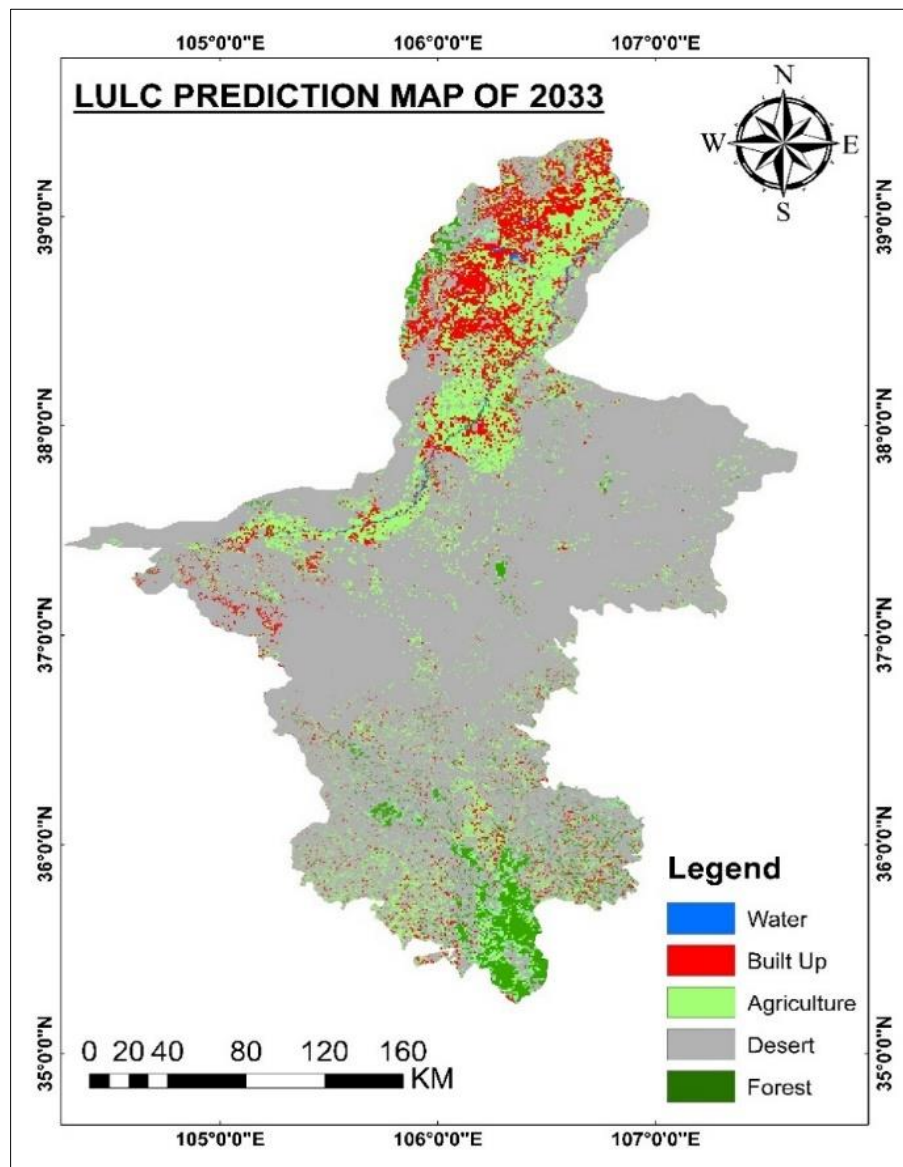 105°0'0"E 106°0'0"E 107°0'0"E
LULC PREDICTION MAP OF 2033
N
W E
S
39°0'0"N 39°0'0"N
38°0'0"N 38°0'0"N
37°0'0"N 37°0'0"N
36°0'0"N 36°0'0"N
Legend
Water
Built Up
Agriculture
Desert
Forest
0 20 40 80 120 160
KM
35°0'0"N 35°0'0"N
105°0'0"E 106°0'0"E 107°0'0"E